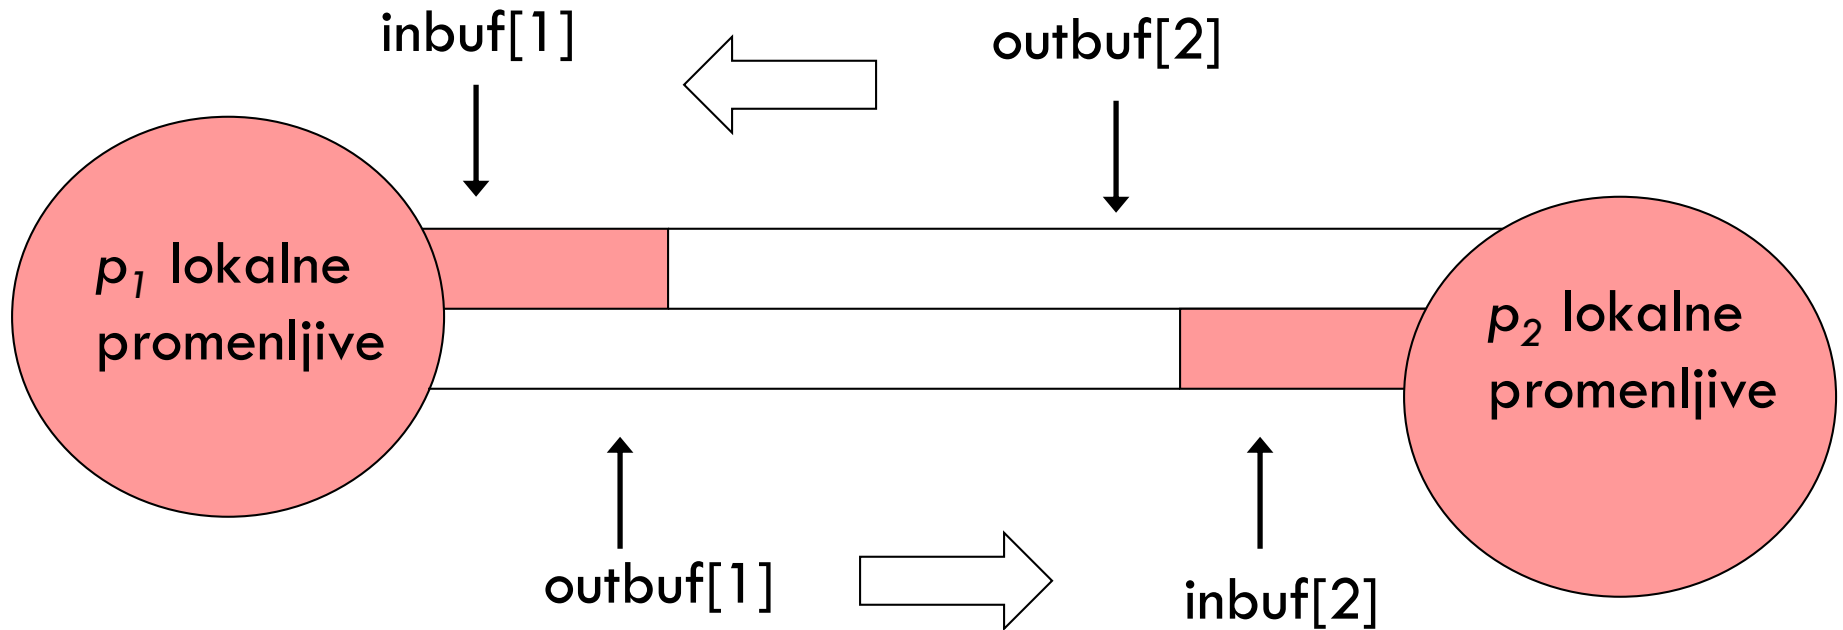 inbuf[1]
outbuf[2]
p₁ lokalne
promenljive
p₂ lokalne
promenljive
outbuf[1]
inbuf[2]